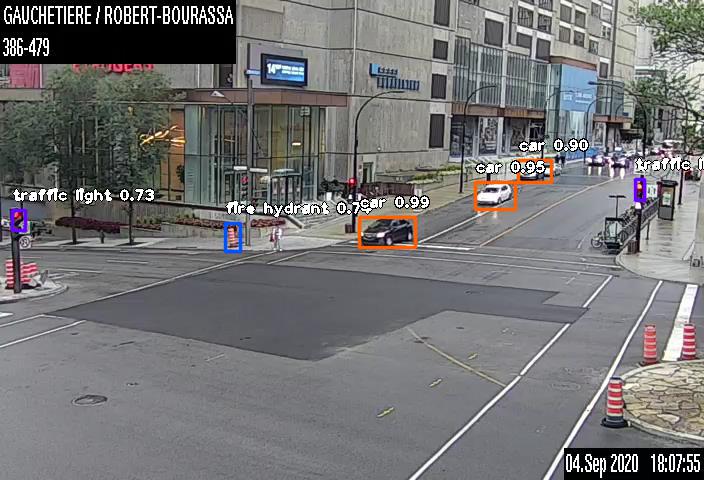 GAUCHETIERE / ROBERT-BOURASSA
386-479
14°
car 0.90
car 0.95
traffic l
traffic light 0.73
fire hydrant 0.7
car 0.99
04.Sep 2020 18:07:55